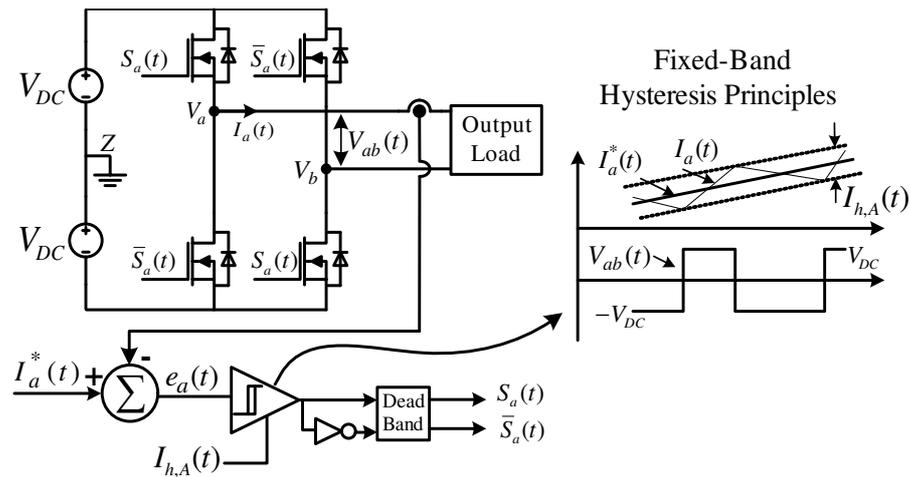 S_a(t)
S̅_a(t)
V_DC
V_a
I_a(t)
V_ab(t)
Output
Load
Z
V_b
V_DC
S̅_a(t)
S_a(t)
Fixed-Band
Hysteresis Principles
I_a^*(t)
I_a(t)
I_h,A(t)
V_ab(t)
V_DC
−V_DC
I_a^*(t)
+
-
Σ
e_a(t)
I_h,A(t)
Dead
Band
S_a(t)
S̅_a(t)